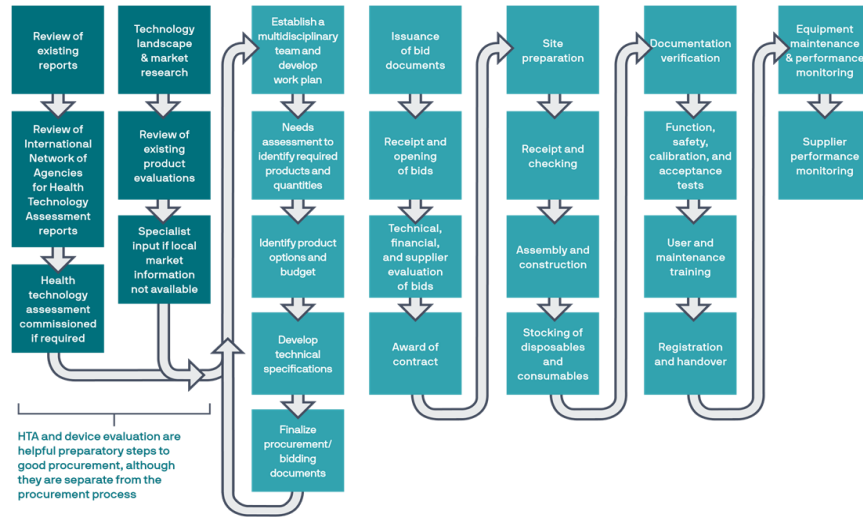 Review of
existing
reports
Review of
International
Network of
Agencies
for Health
Technology
Assessment
reports
Health
technology
assessment
commissioned
if required
Technology
landscape
& market
research
Review of
existing
product
evaluations
Specialist
input if local
market
information
not available
HTA and device evaluation are
helpful preparatory steps to
good procurement, although
they are separate from the
procurement process
Establish a
multidisciplinary
team and
develop
work plan
Needs
assessment to
identify required
products and
quantities
Identify product
options and
budget
Develop
technical
specifications
Finalize
procurement/
bidding
documents
Issuance
of bid
documents
Receipt and
opening
of bids
Technical,
financial,
and supplier
evaluation
of bids
Award of
contract
Site
preparation
Receipt and
checking
Assembly and
construction
Stocking of
disposables
and
consumables
Documentation
verification
Function,
safety,
calibration, and
acceptance
tests
User and
maintenance
training
Registration
and handover
Equipment
maintenance
& performance
monitoring
Supplier
performance
monitoring